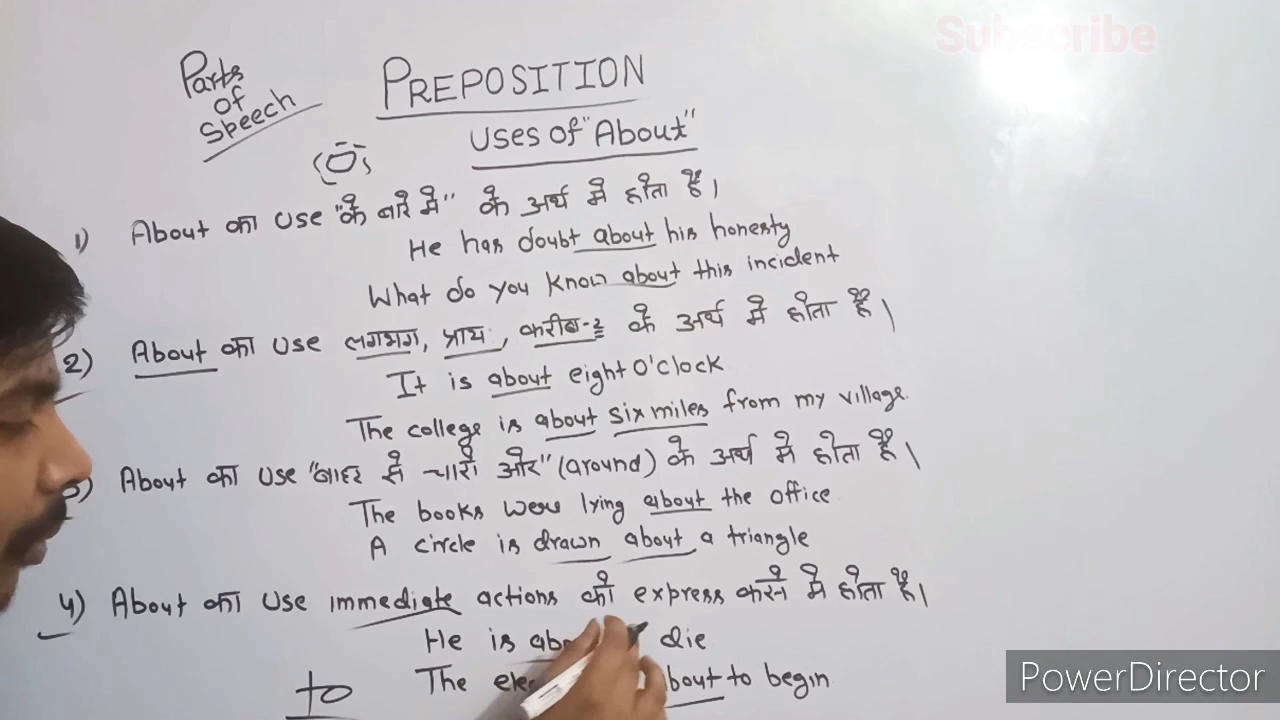 Subscribe
Parts
of
Speech
PREPOSITION
Uses of "About"
1) About का use "के बारे में" के अर्थ में होता है।
He has doubt about his honesty
What do you know about this incident
2) About का use लगभग, प्राय:, करीब-२ के अर्थ में होता है।
It is about eight O'clock
The college is about six miles from my village.
About का use "बाहर से चारों ओर" (around) के अर्थ में होता है।
The books were lying about the office
A circle is drawn about a triangle
4) About का use immediate actions को express करने में होता है।
He is die
The about to begin
to
PowerDirector